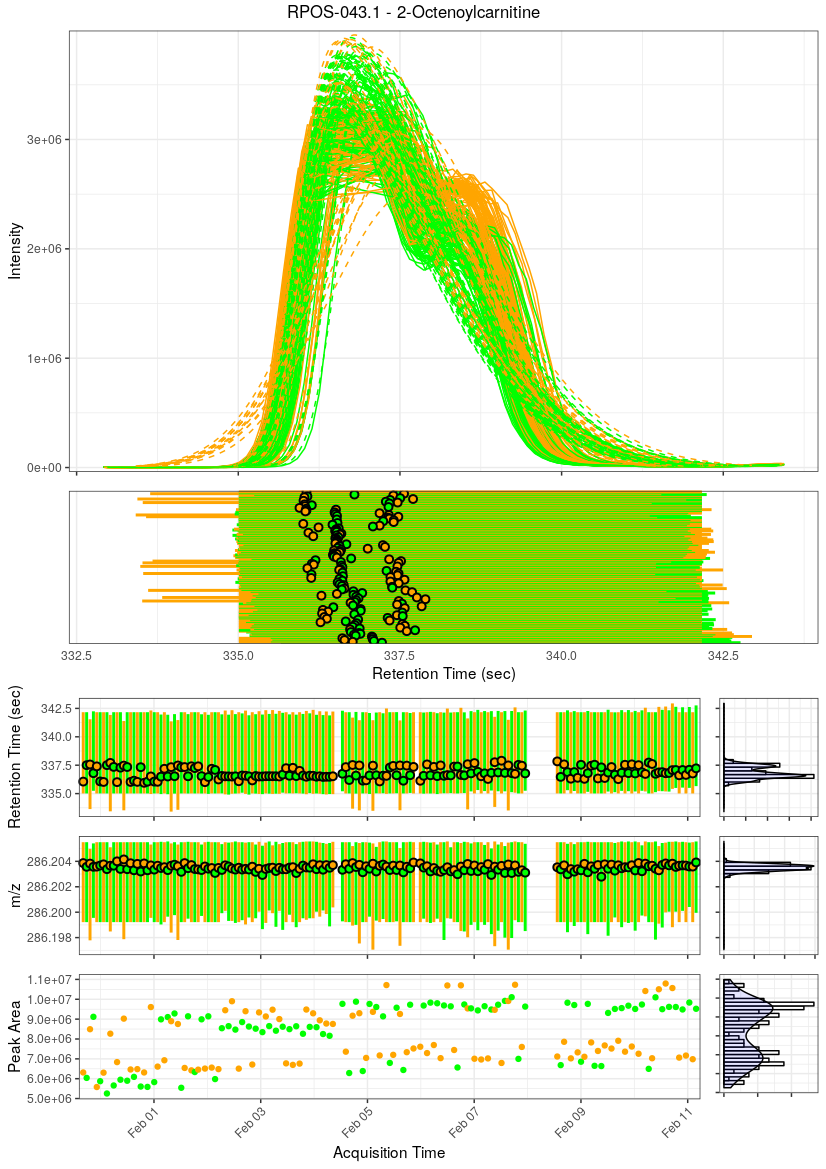 RPOS-043.1 - 2-Octenoylcarnitine
Intensity
3e+06
2e+06
1e+06
0e+00
332.5 335.0 337.5 340.0 342.5
Retention Time (sec)
Retention Time (sec)
342.5
340.0
337.5
335.0
m/z
286.204
286.202
286.200
286.198
Peak Area
1.1e+07
1.0e+07
9.0e+06
8.0e+06
7.0e+06
6.0e+06
5.0e+06
Feb 01 Feb 03 Feb 05 Feb 07 Feb 09 Feb 11
Acquisition Time